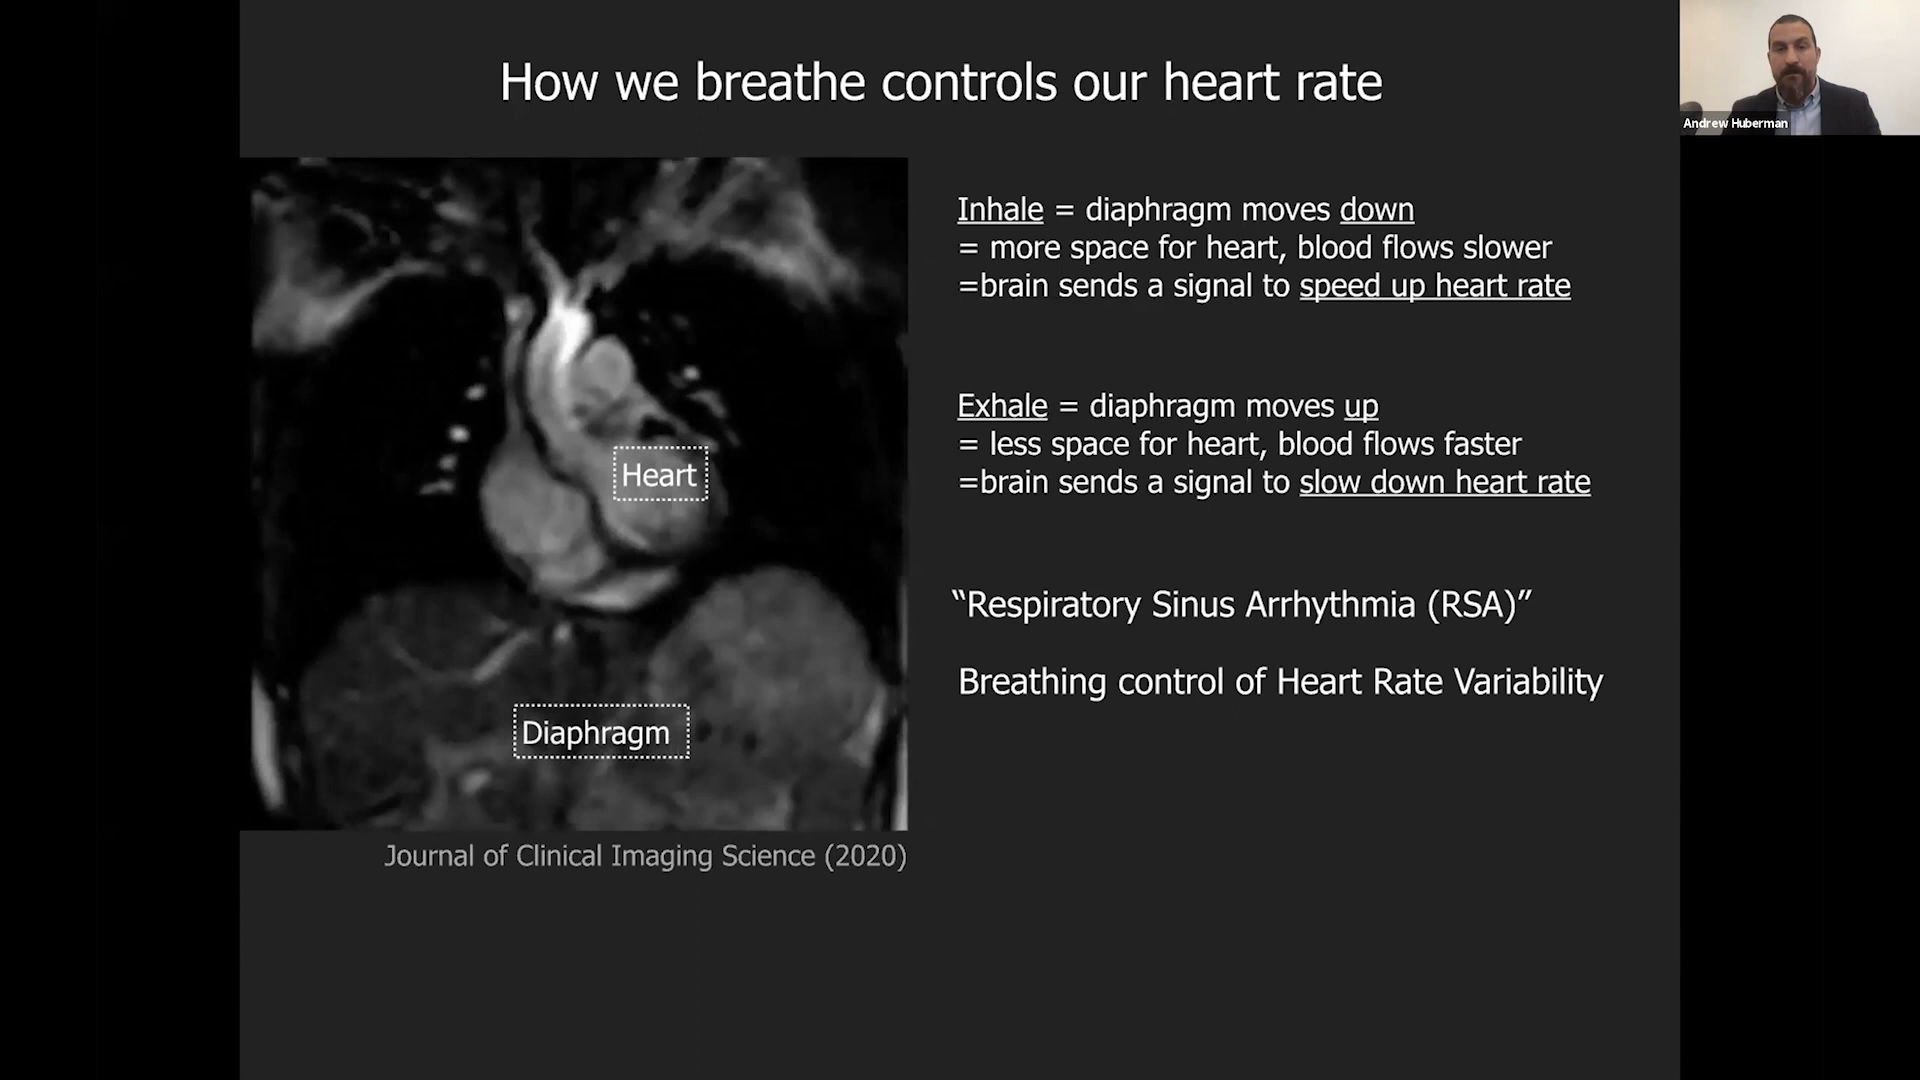 How we breathe controls our heart rate
Andrew Huberman
Inhale = diaphragm moves down
= more space for heart, blood flows slower
=brain sends a signal to speed up heart rate
Exhale = diaphragm moves up
= less space for heart, blood flows faster
=brain sends a signal to slow down heart rate
Heart
“Respiratory Sinus Arrhythmia (RSA)”
Breathing control of Heart Rate Variability
Diaphragm
Journal of Clinical Imaging Science (2020)